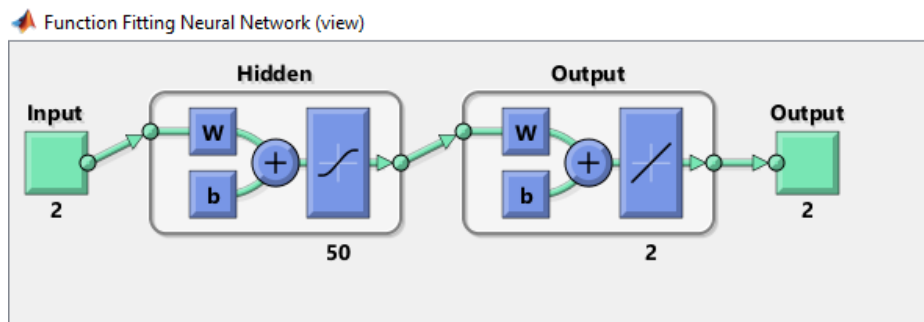 Function Fitting Neural Network (view)
Hidden
Output
Input
Output
W
W
b
b
2
2
50
2